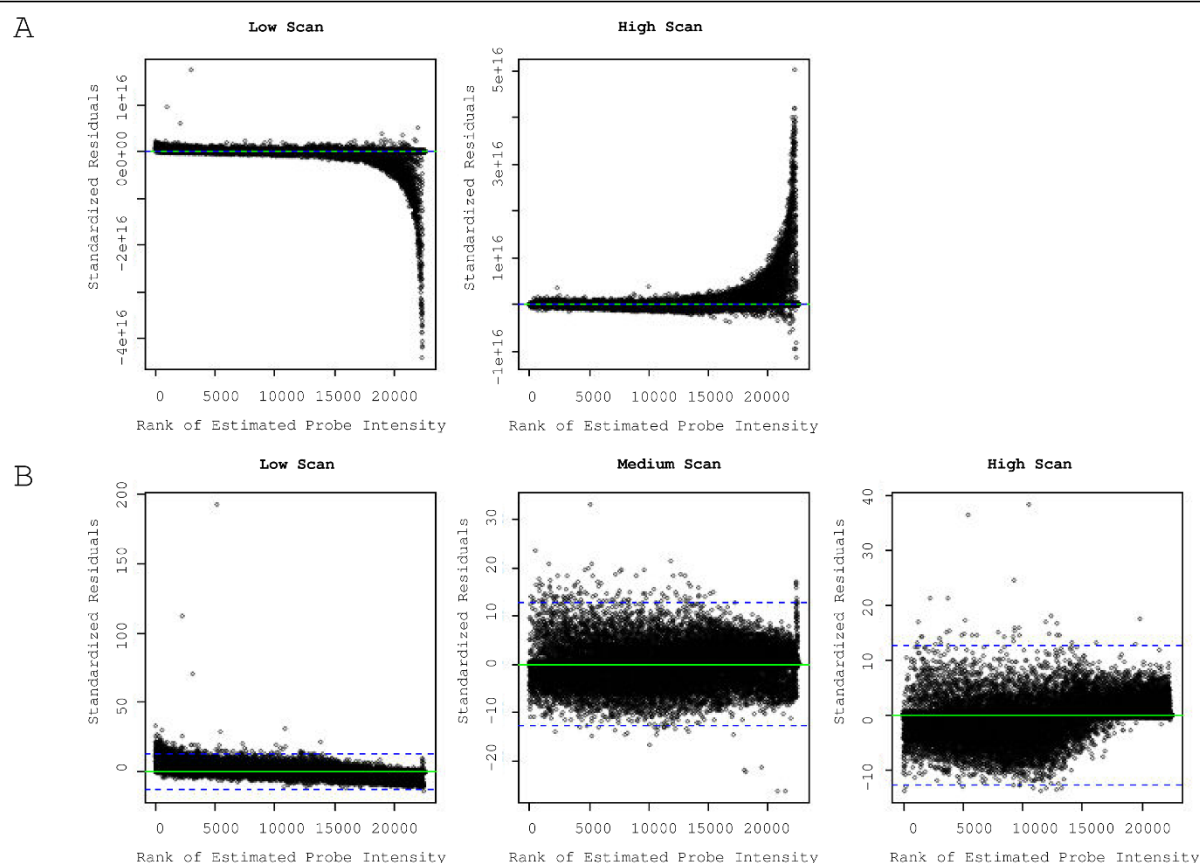 A
Low Scan
High Scan
Standardized Residuals
-4e+16
-2e+16
0e+00
1e+16
0 5000 10000 15000 20000
Rank of Estimated Probe Intensity
Standardized Residuals
-1e+16
1e+16
3e+16
5e+16
0 5000 10000 15000 20000
Rank of Estimated Probe Intensity
B
Low Scan
Medium Scan
High Scan
Standardized Residuals
0 50 100 150 200
0 5000 10000 15000 20000
Rank of Estimated Probe Intensity
Standardized Residuals
-20 -10 0 10 20 30
0 5000 10000 15000 20000
Rank of Estimated Probe Intensity
Standardized Residuals
-10 0 10 20 30 40
0 5000 10000 15000 20000
Rank of Estimated Probe Intensity